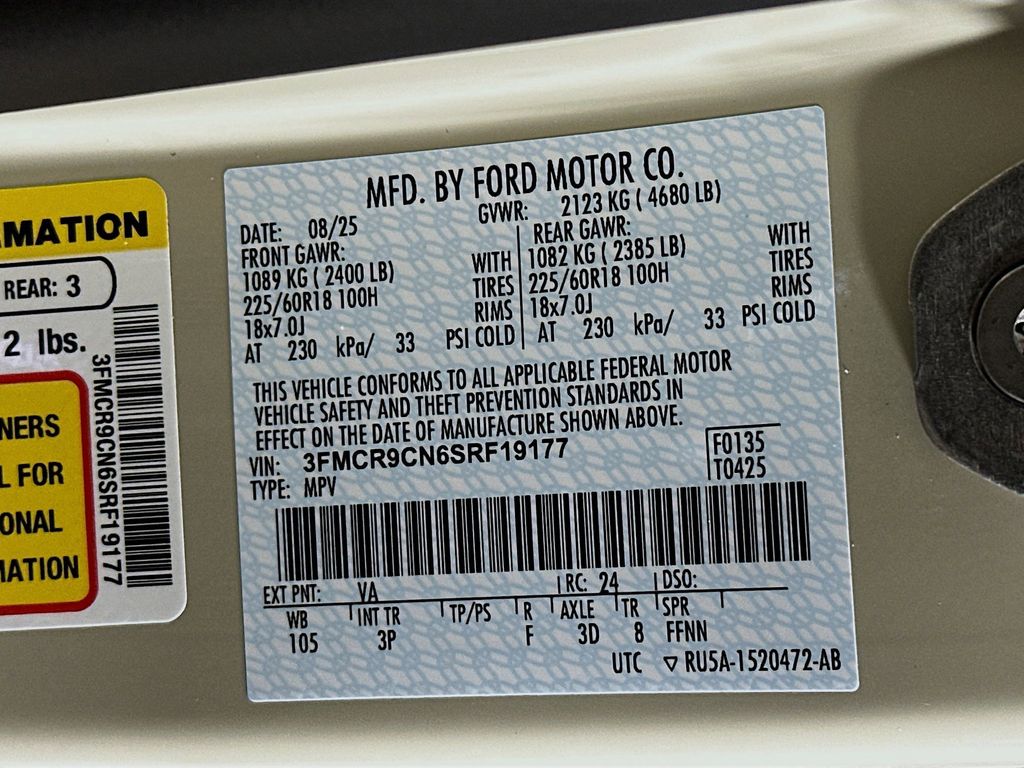 MATION
REAR: 3
2 lbs.
NERS
L FOR
ONAL
MATION
3FMCR9CN6SRF19177
MFD. BY FORD MOTOR CO.
DATE: 08/25 GVWR: 2123 KG ( 4680 LB)
FRONT GAWR: REAR GAWR:
1089 KG ( 2400 LB) WITH 1082 KG ( 2385 LB) WITH
225/60R18 100H TIRES 225/60R18 100H TIRES
18x7.0J RIMS 18x7.0J RIMS
AT 230 kPa/ 33 PSI COLD AT 230 kPa/ 33 PSI COLD
THIS VEHICLE CONFORMS TO ALL APPLICABLE FEDERAL MOTOR
VEHICLE SAFETY AND THEFT PREVENTION STANDARDS IN
EFFECT ON THE DATE OF MANUFACTURE SHOWN ABOVE.
VIN: 3FMCR9CN6SRF19177 F0135
TYPE: MPV T0425
EXT PNT: VA RC: 24 DSO:
WB INT TR TP/PS R AXLE TR SPR
105 3P F 3D 8 FFNN
UTC ▽ RU5A-1520472-AB